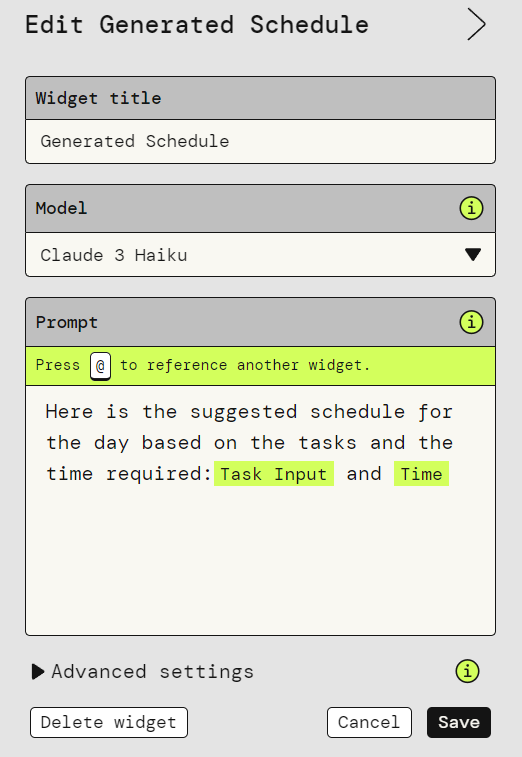 Edit Generated Schedule
Widget title
Generated Schedule
Model
i
Claude 3 Haiku
Prompt
i
Press @ to reference another widget.
Here is the suggested schedule for
the day based on the tasks and the
time required: Task Input and Time
Advanced settings
i
Delete widget
Cancel
Save